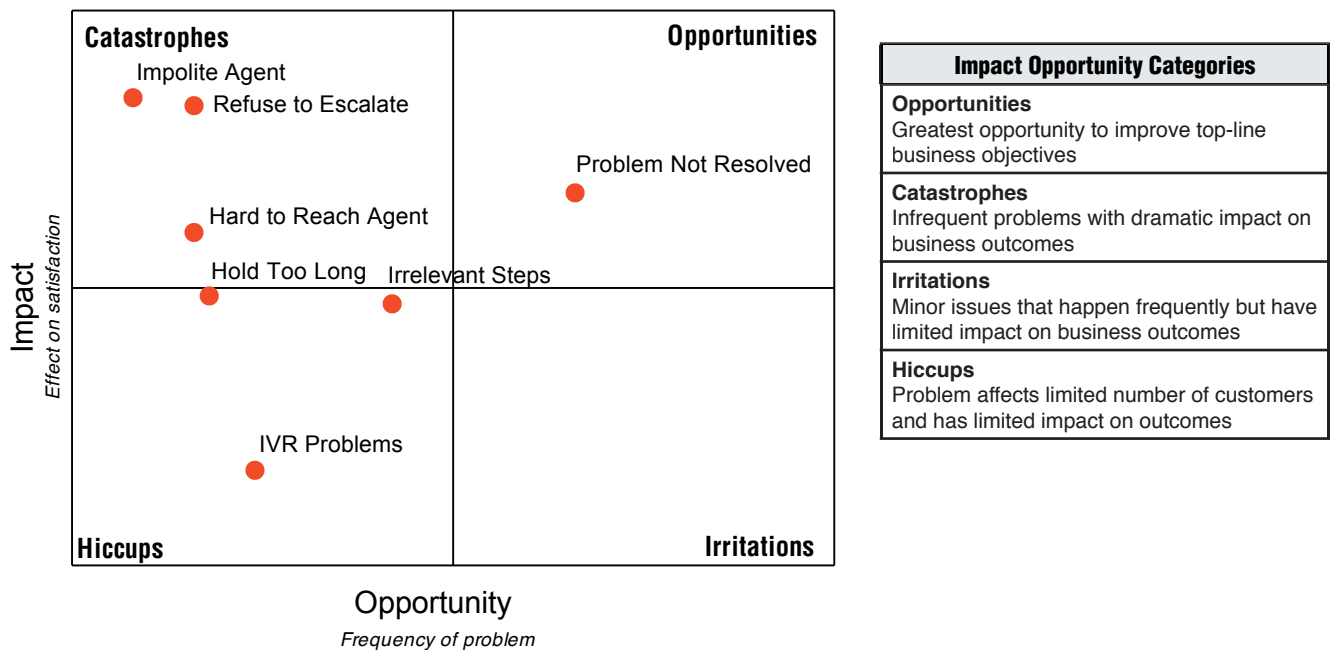 Catastrophes
Opportunities
Impolite Agent
Refuse to Escalate
Problem Not Resolved
Hard to Reach Agent
Hold Too Long
Irrelevant Steps
IVR Problems
Hiccups
Irritations
Impact
Effect on satisfaction
Opportunity
Frequency of problem
Impact Opportunity Categories
Opportunities
Greatest opportunity to improve top-line
business objectives
Catastrophes
Infrequent problems with dramatic impact on
business outcomes
Irritations
Minor issues that happen frequently but have
limited impact on business outcomes
Hiccups
Problem affects limited number of customers
and has limited impact on outcomes